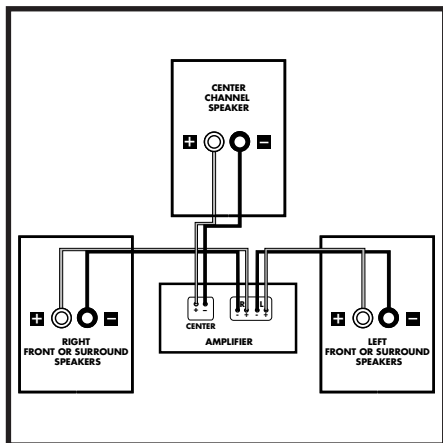 CENTER
CHANNEL
SPEAKER
+ −
R L
+ − - + - +
CENTER
AMPLIFIER
+ −
RIGHT
FRONT OR SURROUND
SPEAKERS
+ −
LEFT
FRONT OR SURROUND
SPEAKERS